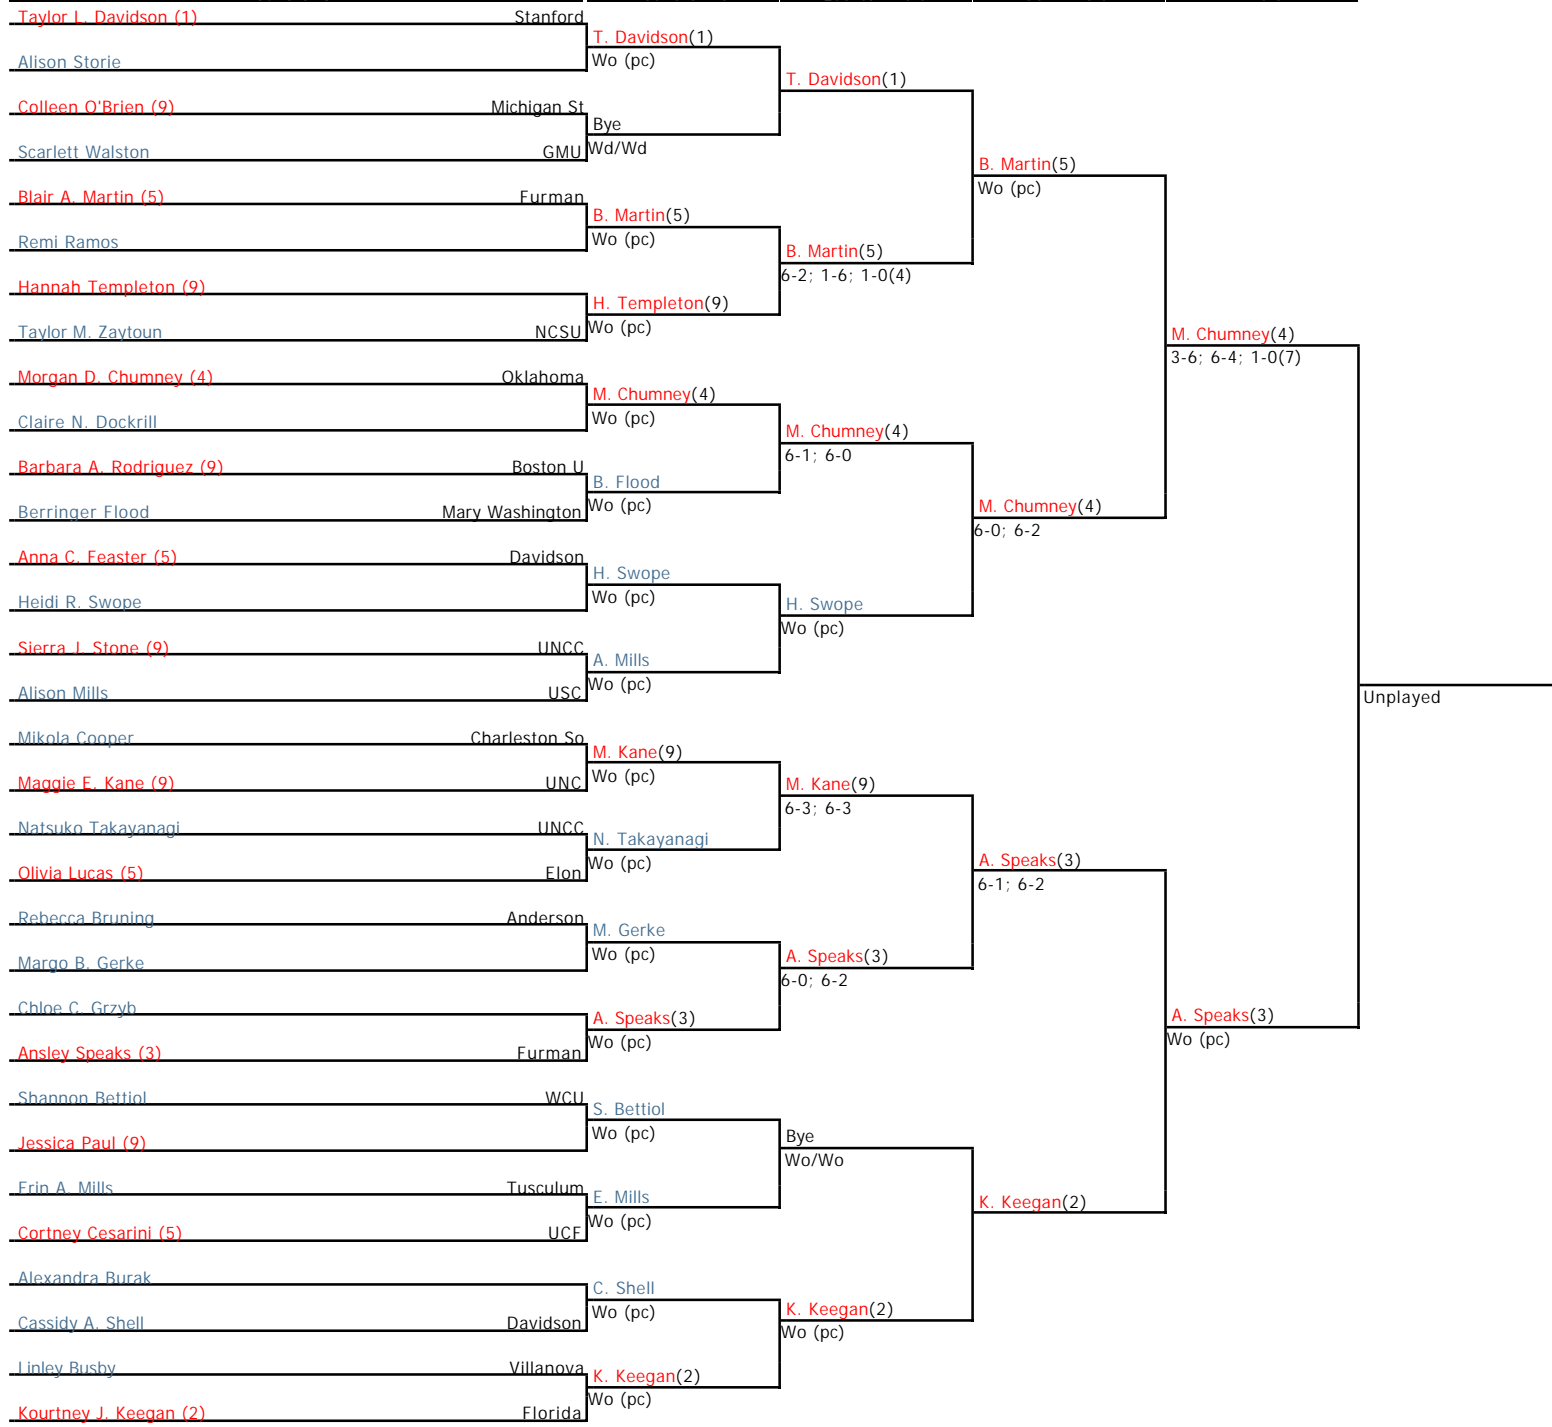 Taylor L. Davidson (1) Stanford
Alison Storie
Colleen O'Brien (9) Michigan St
Scarlett Walston GMU
Blair A. Martin (5) Furman
Remi Ramos
Hannah Templeton (9)
Taylor M. Zaytoun NCSU
Morgan D. Chumney (4) Oklahoma
Claire N. Dockrill
Barbara A. Rodriguez (9) Boston U
Berringer Flood Mary Washington
Anna C. Feaster (5) Davidson
Heidi R. Swope
Sierra J. Stone (9) UNCC
Alison Mills USC
Mikola Cooper Charleston So
Maggie E. Kane (9) UNC
Natsuko Takayanagi UNCC
Olivia Lucas (5) Elon
Rebecca Bruning Anderson
Margo B. Gerke
Chloe C. Grzyb
Ansley Speaks (3) Furman
Shannon Bettiol WCU
Jessica Paul (9)
Erin A. Mills Tusculum
Cortney Cesarini (5) UCF
Alexandra Burak
Cassidy A. Shell Davidson
Linley Busby Villanova
Kourtney J. Keegan (2) Florida
T. Davidson(1)
Wo (pc)
Bye
Wd/Wd
B. Martin(5)
Wo (pc)
H. Templeton(9)
Wo (pc)
M. Chumney(4)
Wo (pc)
B. Flood
Wo (pc)
H. Swope
Wo (pc)
A. Mills
Wo (pc)
M. Kane(9)
Wo (pc)
N. Takayanagi
Wo (pc)
M. Gerke
Wo (pc)
A. Speaks(3)
Wo (pc)
S. Bettiol
Wo (pc)
E. Mills
Wo (pc)
C. Shell
Wo (pc)
K. Keegan(2)
Wo (pc)
T. Davidson(1)
B. Martin(5)
6-2; 1-6; 1-0(4)
M. Chumney(4)
6-1; 6-0
H. Swope
Wo (pc)
M. Kane(9)
6-3; 6-3
A. Speaks(3)
6-0; 6-2
Bye
Wo/Wo
K. Keegan(2)
Wo (pc)
B. Martin(5)
Wo (pc)
M. Chumney(4)
6-0; 6-2
A. Speaks(3)
6-1; 6-2
K. Keegan(2)
M. Chumney(4)
3-6; 6-4; 1-0(7)
A. Speaks(3)
Wo (pc)
Unplayed